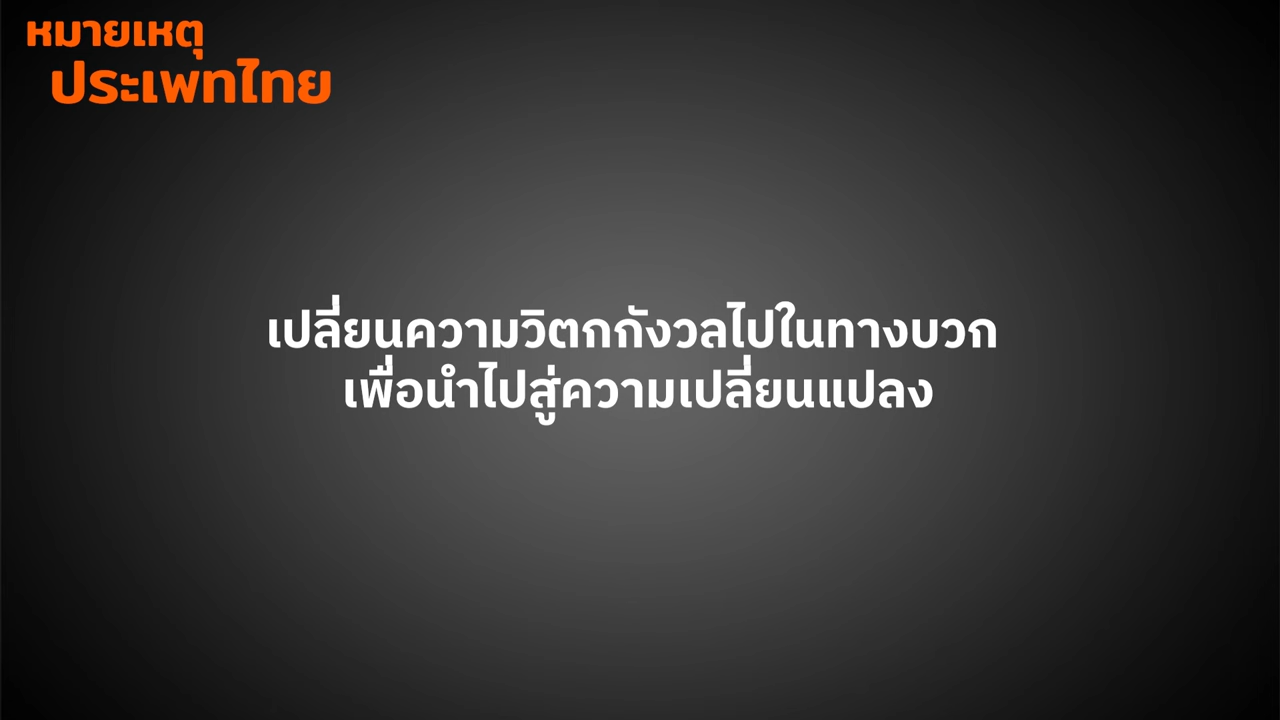 หมายเหตุ
ประเพทไทย
เปลี่ยนความวิตกกังวลไปในทางบวก
เพื่อนำไปสู่ความเปลี่ยนแปลง